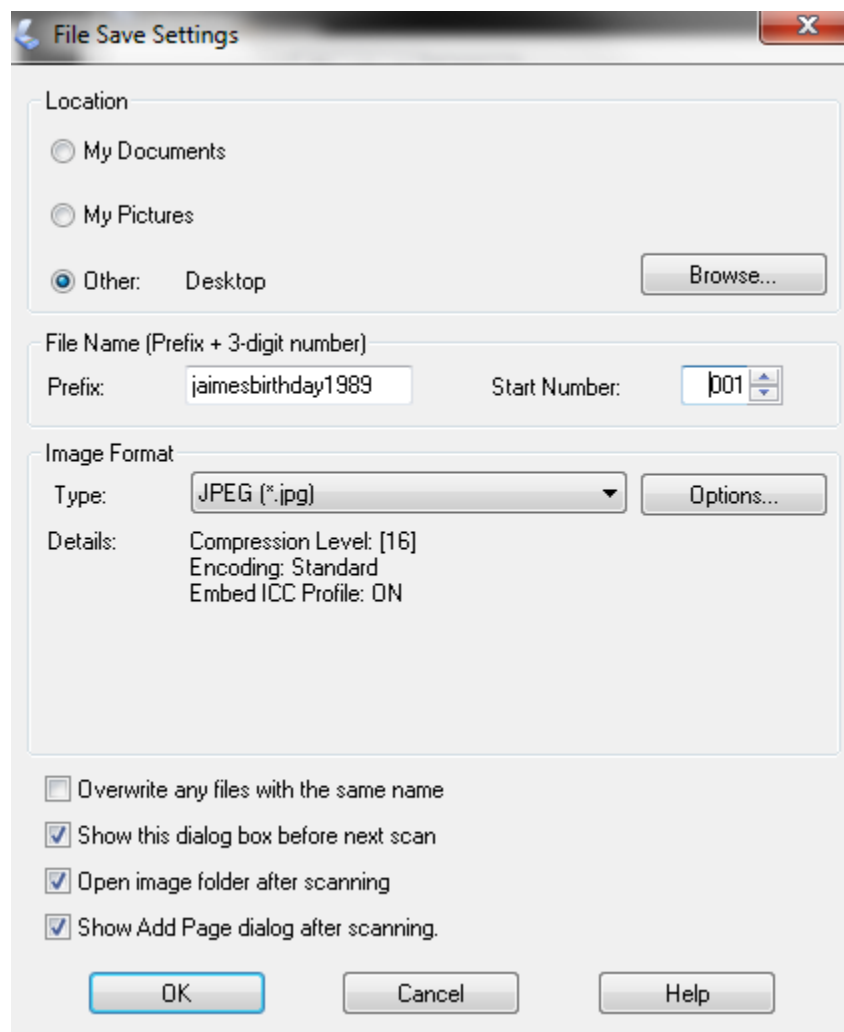 File Save Settings
Location
My Documents
My Pictures
Other: Desktop Browse...
File Name (Prefix + 3-digit number)
Prefix: jaimesbirthday1989 Start Number: 001
Image Format
Type: JPEG (*.jpg) Options...
Details: Compression Level: [16]
Encoding: Standard
Embed ICC Profile: ON
Overwrite any files with the same name
Show this dialog box before next scan
Open image folder after scanning
Show Add Page dialog after scanning.
OK Cancel Help